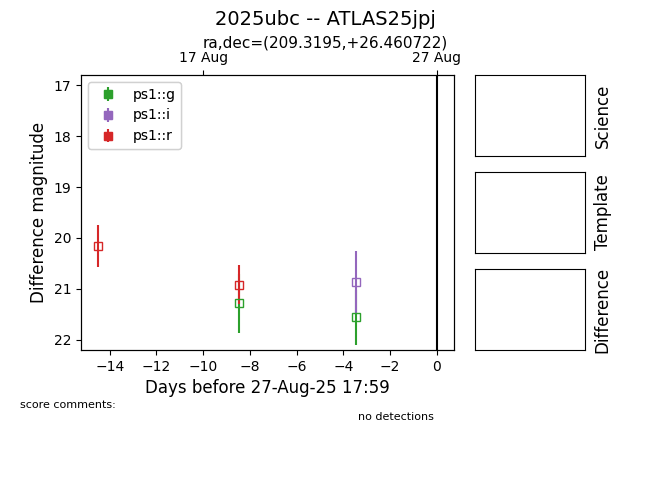 2025ubc -- ATLAS25jpj
ra,dec=(209.3195,+26.460722)
17 Aug
27 Aug
ps1::g
ps1::i
ps1::r
17
18
19
20
21
22
Difference magnitude
−14
−12
−10
−8
−6
−4
−2
0
Days before 27-Aug-25 17:59
Science
Template
Difference
score comments:
no detections